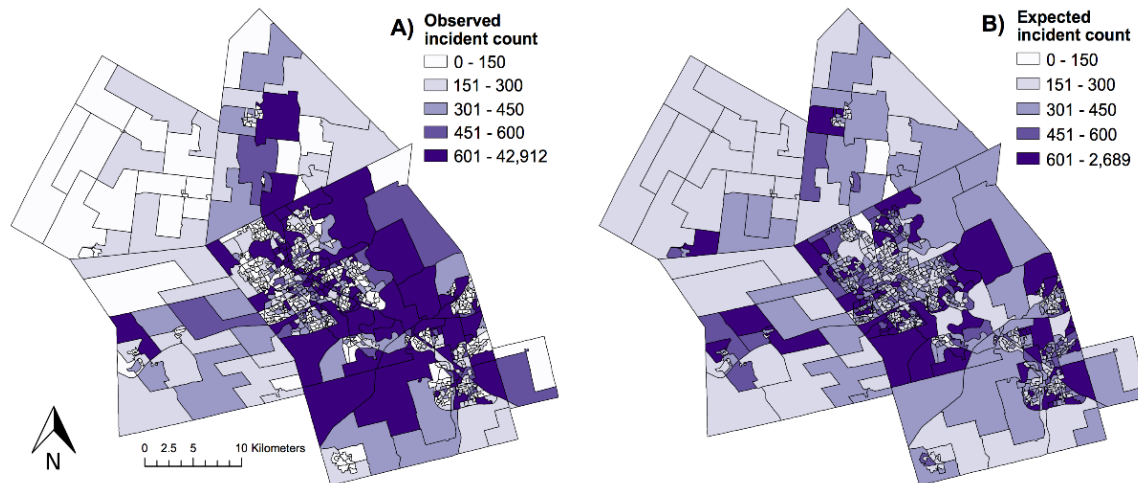 A)
Observed
incident count
0 - 150
151 - 300
301 - 450
451 - 600
601 - 42,912
B)
Expected
incident count
0 - 150
151 - 300
301 - 450
451 - 600
601 - 2,689
N
0 2.5 5 10 Kilometers